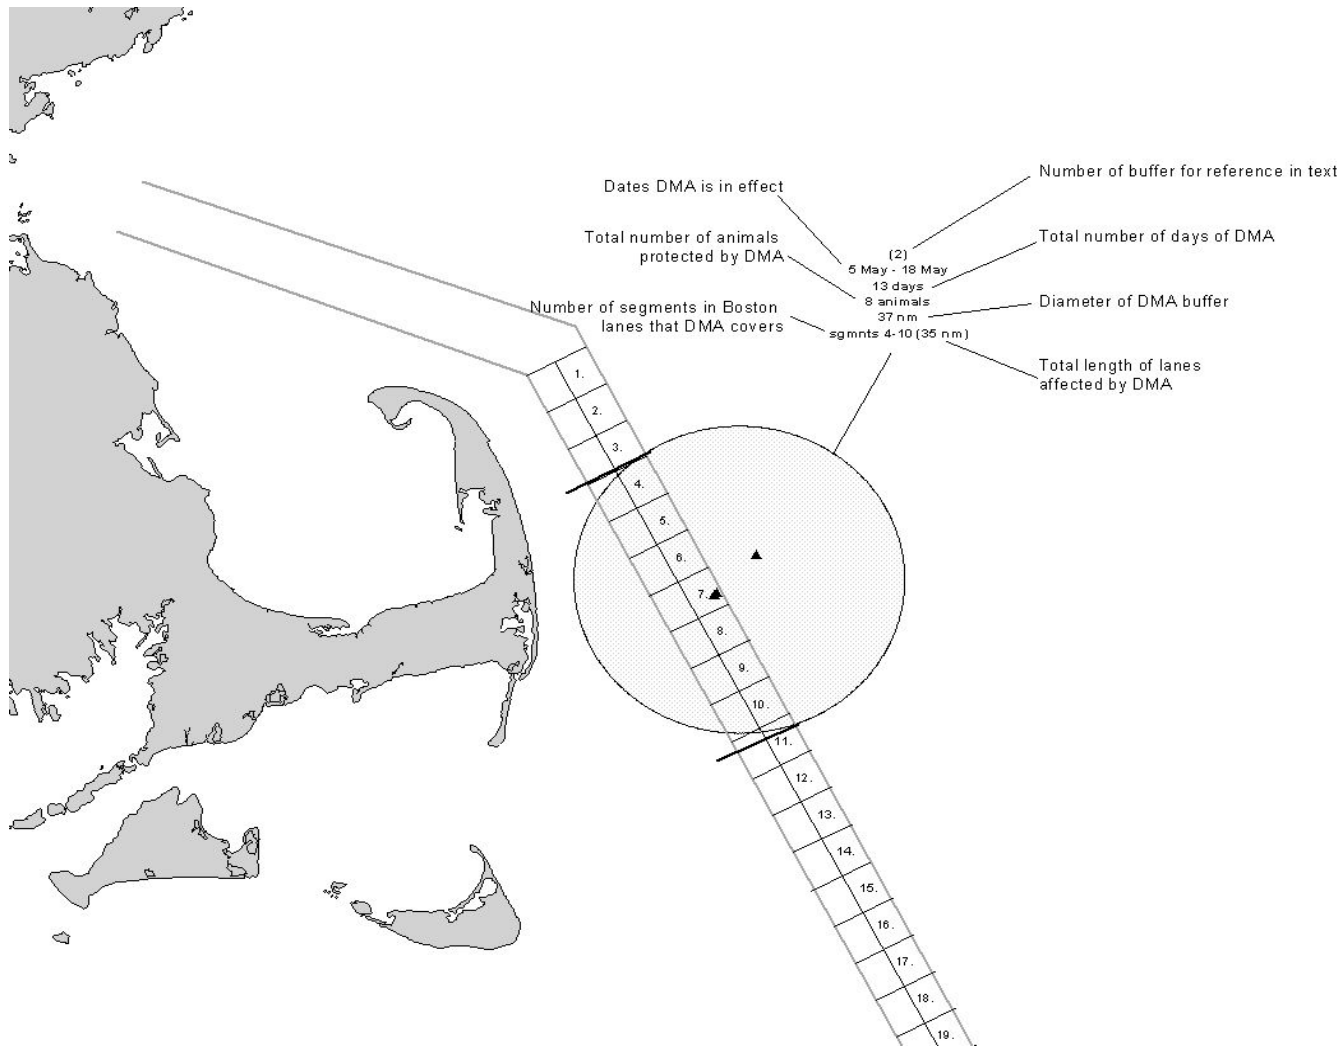 Number of buffer for reference in text
Dates DMA is in effect
Total number of animals
protected by DMA
Total number of days of DMA
(2)
5 May - 18 May
13 days
8 animals
37 nm
sgmnts 4-10 (35 nm)
Number of segments in Boston
lanes that DMA covers
Diameter of DMA buffer
Total length of lanes
affected by DMA
1.
2.
3.
4.
5.
6.
7.
8.
9.
10.
11.
12.
13.
14.
15.
16.
17.
18.
19.